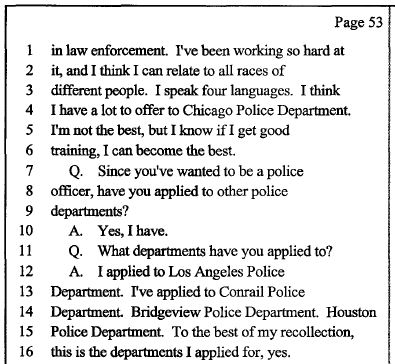 Page 53
1 in law enforcement. I've been working so hard at
2 it, and I think I can relate to all races of
3 different people. I speak four languages. I think
4 I have a lot to offer to Chicago Police Department.
5 I'm not the best, but I know if I get good
6 training, I can become the best.
7 Q. Since you've wanted to be a police
8 officer, have you applied to other police
9 departments?
10 A. Yes, I have.
11 Q. What departments have you applied to?
12 A. I applied to Los Angeles Police
13 Department. I've applied to Conrail Police
14 Department. Bridgeview Police Department. Houston
15 Police Department. To the best of my recollection,
16 this is the departments I applied for, yes.